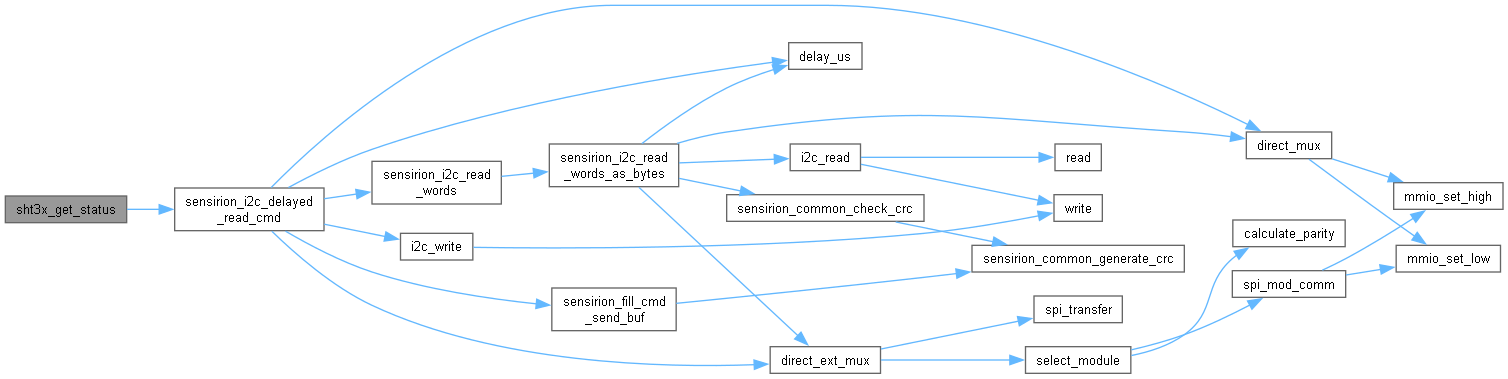 sht3x_get_status
sensirion_i2c_delayed
_read_cmd
sensirion_i2c_read
_words
i2c_write
sensirion_fill_cmd
_send_buf
sensirion_i2c_read
_words_as_bytes
delay_us
i2c_read
sensirion_common_check_crc
direct_ext_mux
sensirion_common_generate_crc
read
write
spi_transfer
select_module
direct_mux
calculate_parity
spi_mod_comm
mmio_set_high
mmio_set_low